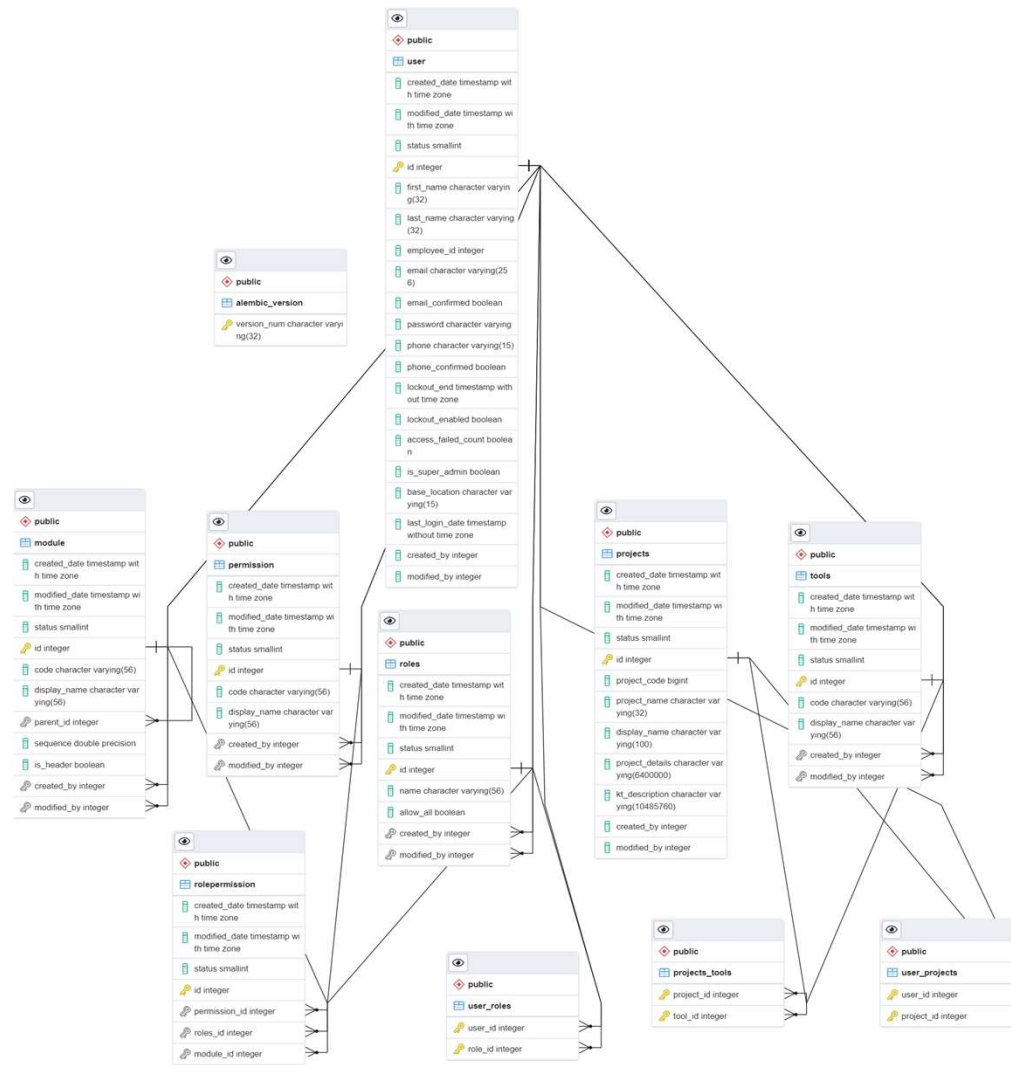 public
user
created_date timestamp wit
h time zone
modified_date timestamp wi
th time zone
status smallint
id integer
first_name character varyin
g(32)
last_name character varying
(32)
employee_id integer
email character varying(25
6)
email_confirmed boolean
password character varying
phone character varying(15)
phone_confirmed boolean
lockout_end timestamp with
out time zone
lockout_enabled boolean
access_failed_count boolea
n
is_super_admin boolean
base_location character var
ying(15)
last_login_date timestamp
without time zone
created_by integer
modified_by integer
public
alembic_version
version_num character varyi
ng(32)
public
module
created_date timestamp wit
h time zone
modified_date timestamp wi
th time zone
status smallint
id integer
code character varying(56)
display_name character var
ying(56)
parent_id integer
sequence double precision
is_header boolean
created_by integer
modified_by integer
public
permission
created_date timestamp wit
h time zone
modified_date timestamp wi
th time zone
status smallint
id integer
code character varying(56)
display_name character var
ying(56)
created_by integer
modified_by integer
public
roles
created_date timestamp wit
h time zone
modified_date timestamp wi
th time zone
status smallint
id integer
name character varying(56)
allow_all boolean
created_by integer
modified_by integer
public
projects
created_date timestamp wit
h time zone
modified_date timestamp wi
th time zone
status smallint
id integer
project_code bigint
project_name character var
ying(32)
display_name character var
ying(100)
project_details character var
ying(6400000)
kt_description character var
ying(10485760)
created_by integer
modified_by integer
public
tools
created_date timestamp wit
h time zone
modified_date timestamp wi
th time zone
status smallint
id integer
code character varying(56)
display_name character var
ying(56)
created_by integer
modified_by integer
public
rolepermission
created_date timestamp wit
h time zone
modified_date timestamp wi
th time zone
status smallint
id integer
permission_id integer
roles_id integer
module_id integer
public
user_roles
user_id integer
role_id integer
public
projects_tools
project_id integer
tool_id integer
public
user_projects
user_id integer
project_id integer